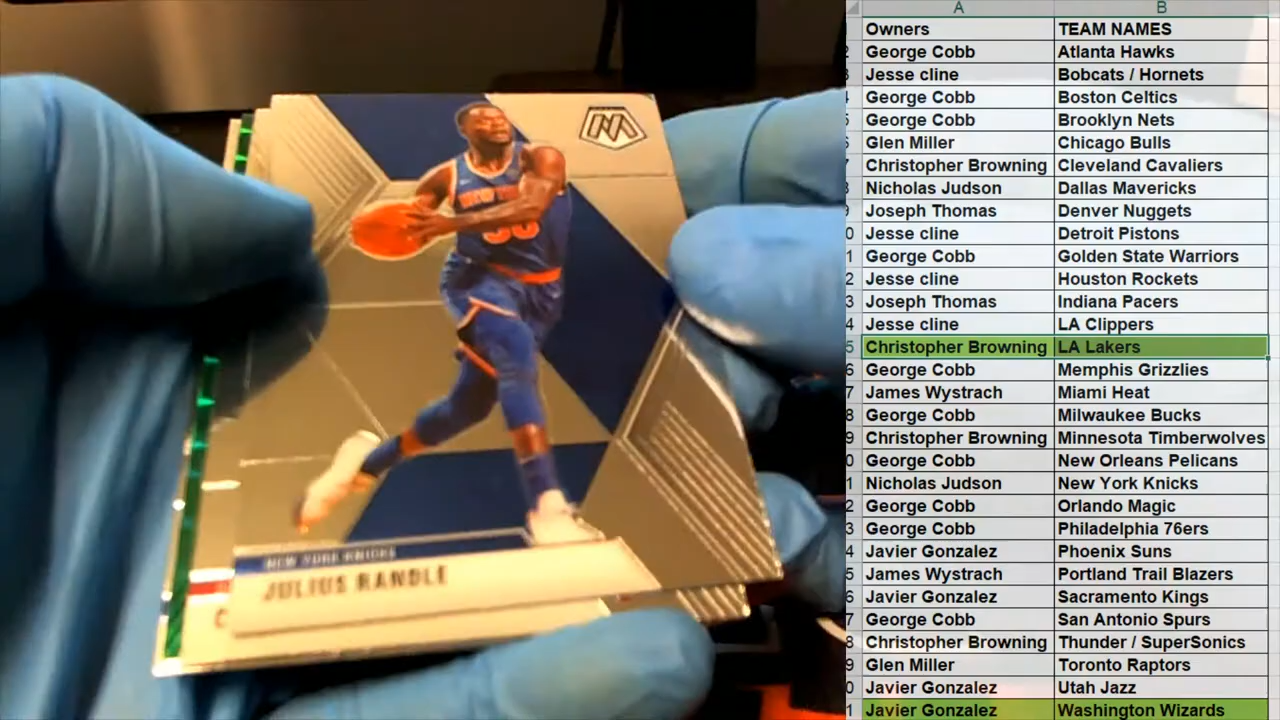 NEW YORK KNICKS
JULIUS RANDLE
A B
Owners TEAM NAMES
George Cobb Atlanta Hawks
Jesse cline Bobcats / Hornets
George Cobb Boston Celtics
George Cobb Brooklyn Nets
Glen Miller Chicago Bulls
Christopher Browning Cleveland Cavaliers
Nicholas Judson Dallas Mavericks
Joseph Thomas Denver Nuggets
Jesse cline Detroit Pistons
George Cobb Golden State Warriors
Jesse cline Houston Rockets
Joseph Thomas Indiana Pacers
Jesse cline LA Clippers
Christopher Browning LA Lakers
George Cobb Memphis Grizzlies
James Wystrach Miami Heat
George Cobb Milwaukee Bucks
Christopher Browning Minnesota Timberwolves
George Cobb New Orleans Pelicans
Nicholas Judson New York Knicks
George Cobb Orlando Magic
George Cobb Philadelphia 76ers
Javier Gonzalez Phoenix Suns
James Wystrach Portland Trail Blazers
Javier Gonzalez Sacramento Kings
George Cobb San Antonio Spurs
Christopher Browning Thunder / SuperSonics
Glen Miller Toronto Raptors
Javier Gonzalez Utah Jazz
Javier Gonzalez Washington Wizards